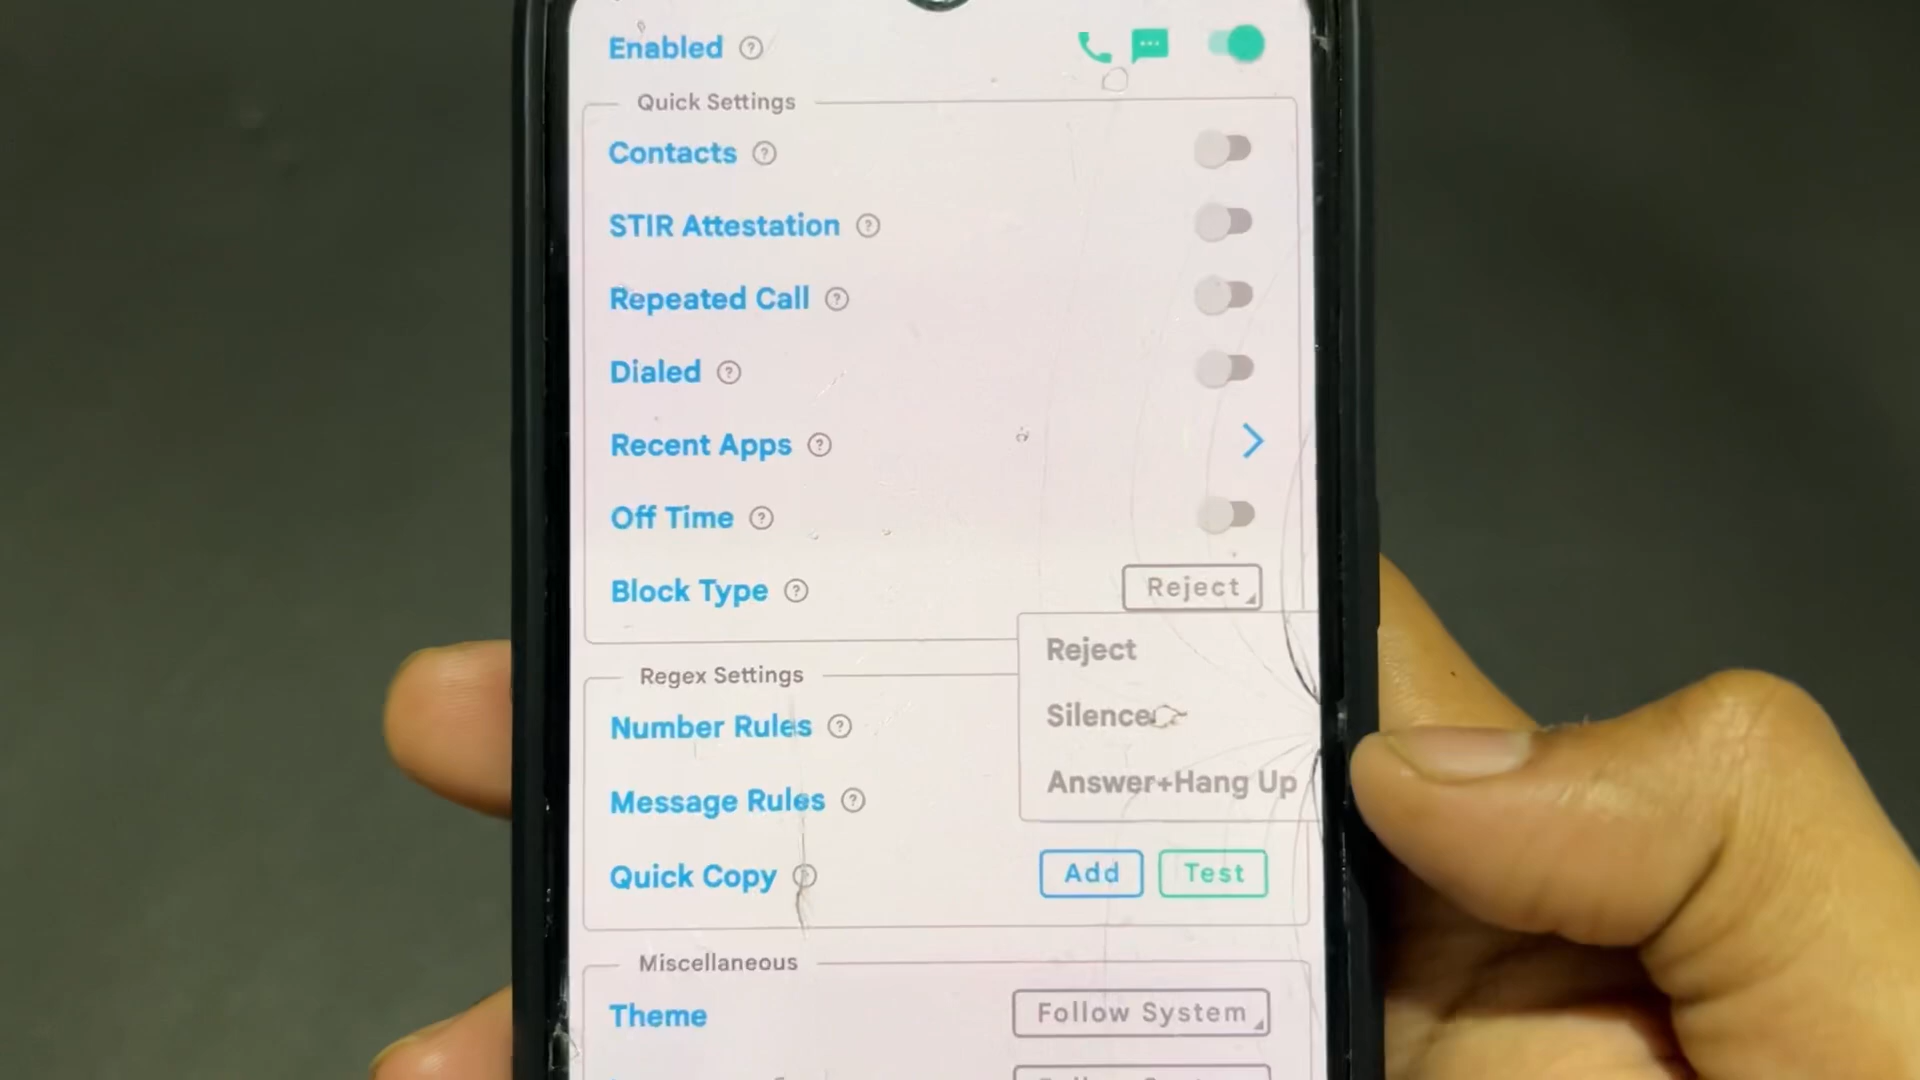 Enabled
Quick Settings
Contacts
STIR Attestation
Repeated Call
Dialed
Recent Apps
Off Time
Block Type Reject
Reject
Regex Settings
Silence
Number Rules
Answer+Hang Up
Message Rules
Quick Copy Add Test
Miscellaneous
Theme Follow System